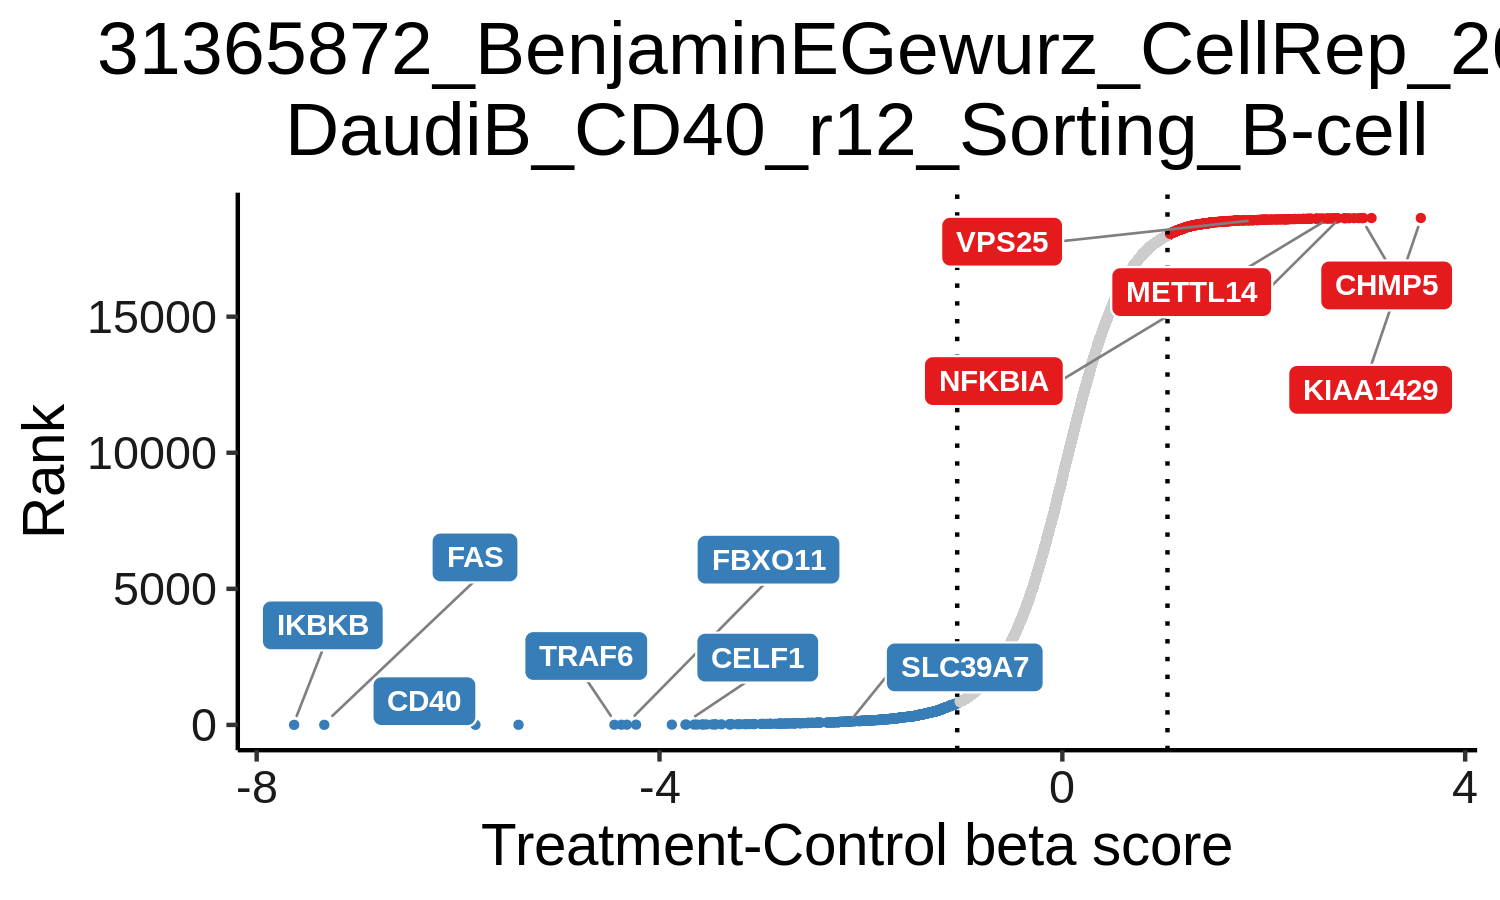 31365872_BenjaminEGewurz_CellRep_20
DaudiB_CD40_r12_Sorting_B-cell
VPS25
METTL14
CHMP5
NFKBIA
KIAA1429
FAS
FBXO11
IKBKB
TRAF6
CELF1
SLC39A7
CD40
Rank
15000
10000
5000
0
-8
-4
0
4
Treatment-Control beta score